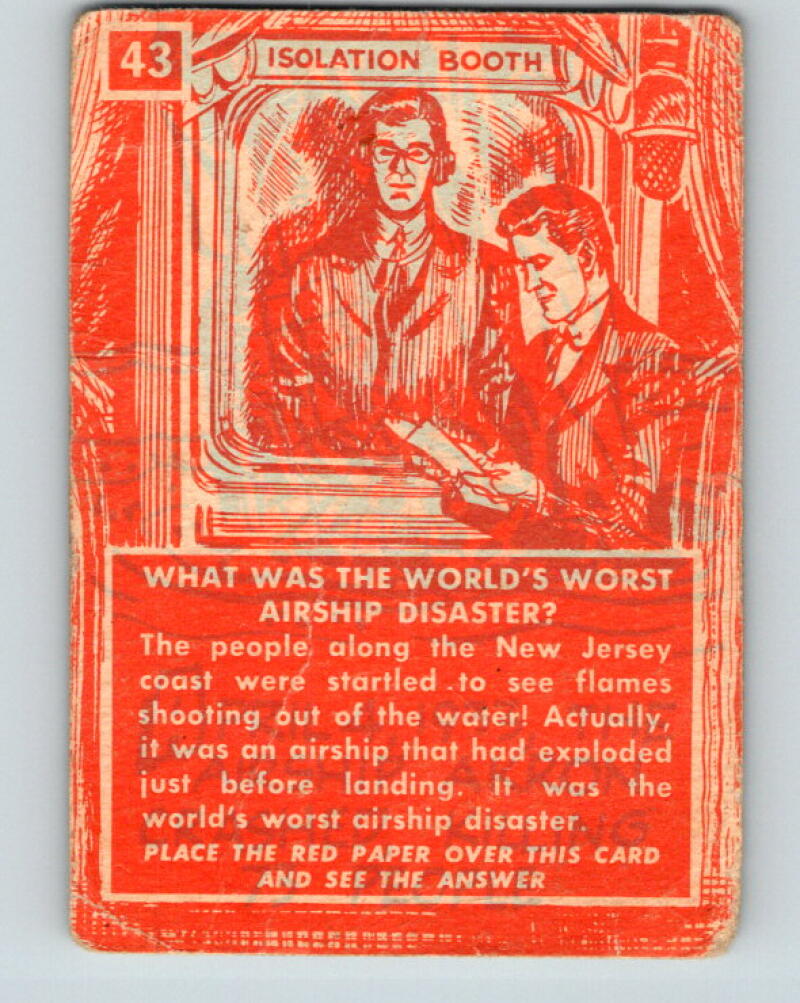 43
ISOLATION BOOTH
WHAT WAS THE WORLD'S WORST
AIRSHIP DISASTER?
The people along the New Jersey
coast were startled to see flames
shooting out of the water! Actually,
it was an airship that had exploded
just before landing. It was the
world's worst airship disaster.
PLACE THE RED PAPER OVER THIS CARD
AND SEE THE ANSWER